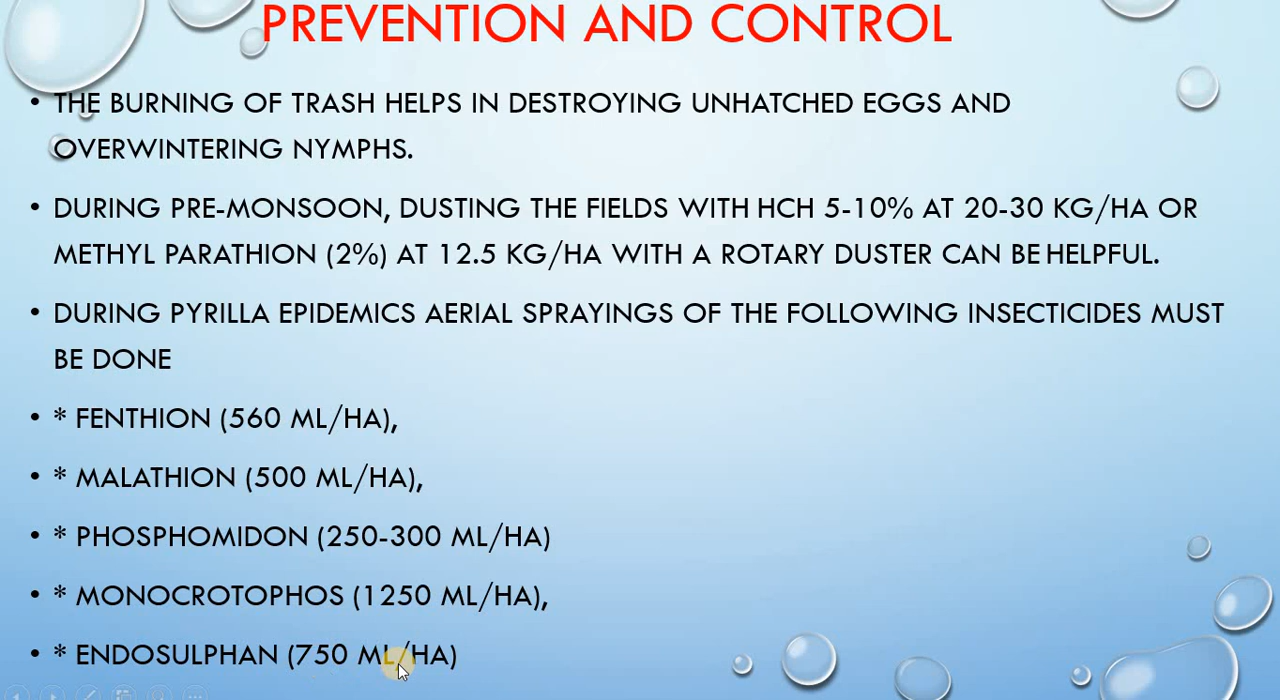 PREVENTION AND CONTROL
• THE BURNING OF TRASH HELPS IN DESTROYING UNHATCHED EGGS AND
OVERWINTERING NYMPHS.
• DURING PRE-MONSOON, DUSTING THE FIELDS WITH HCH 5-10% AT 20-30 KG/HA OR
METHYL PARATHION (2%) AT 12.5 KG/HA WITH A ROTARY DUSTER CAN BE HELPFUL.
• DURING PYRILLA EPIDEMICS AERIAL SPRAYINGS OF THE FOLLOWING INSECTICIDES MUST
BE DONE
• * FENTHION (560 ML/HA),
• * MALATHION (500 ML/HA),
• * PHOSPHOMIDON (250-300 ML/HA)
• * MONOCROTOPHOS (1250 ML/HA),
• * ENDOSULPHAN (750 ML/HA)